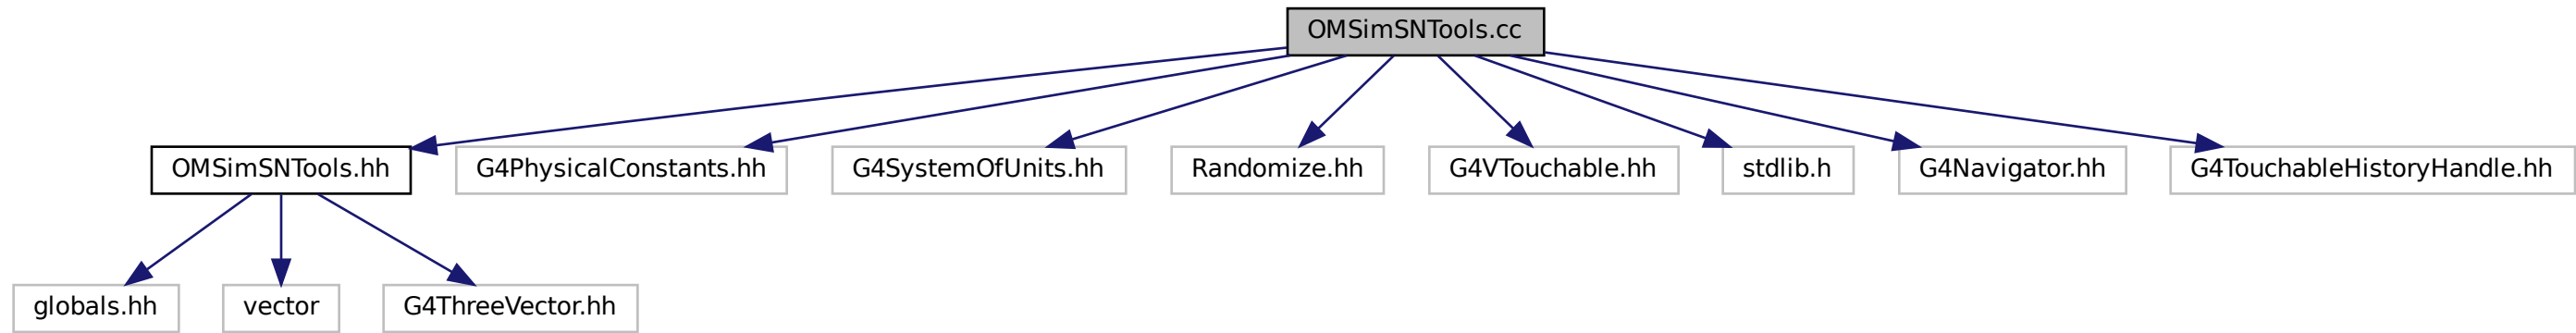 OMSimSNTools.cc
OMSimSNTools.hh
G4PhysicalConstants.hh
G4SystemOfUnits.hh
Randomize.hh
G4VTouchable.hh
stdlib.h
G4Navigator.hh
G4TouchableHistoryHandle.hh
globals.hh
vector
G4ThreeVector.hh